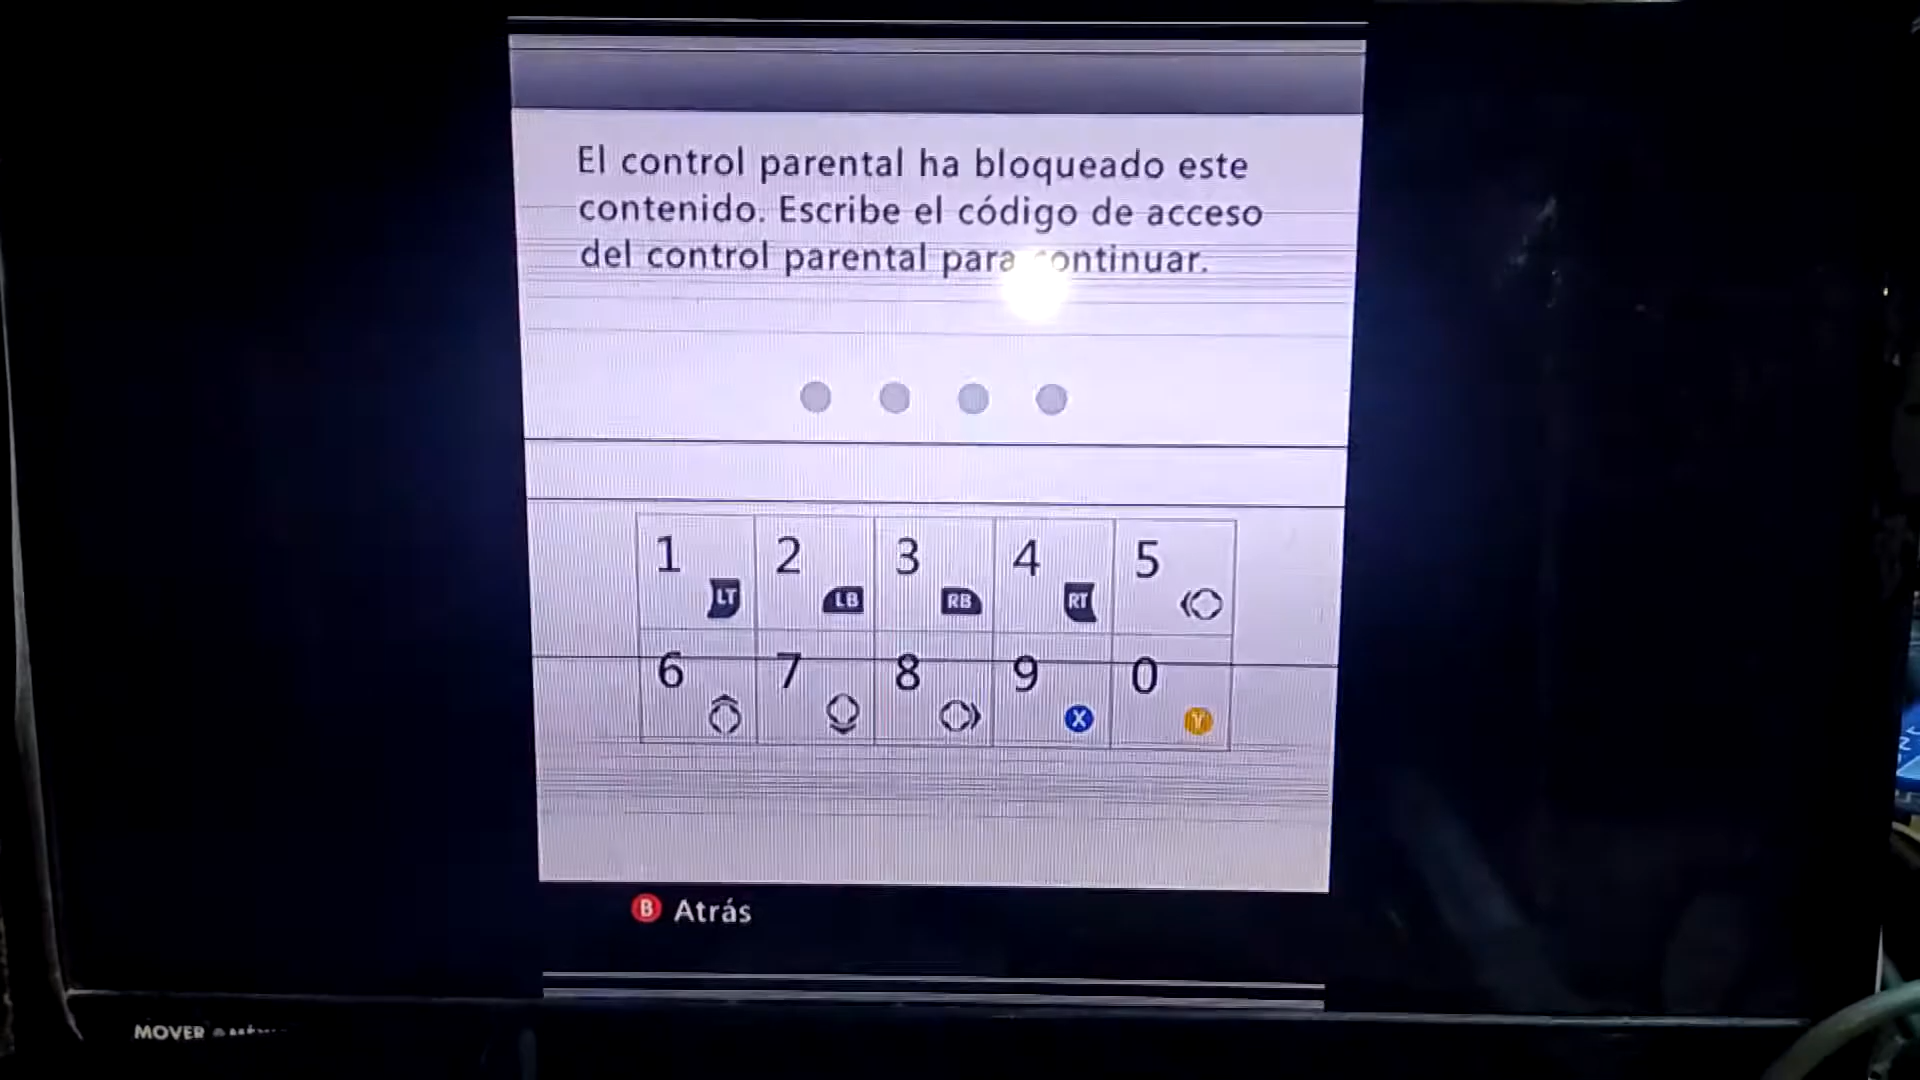 El control parental ha bloqueado este
contenido. Escribe el código de acceso
del control parental para continuar.
1 LT 2 LB 3 RB 4 RT 5
6 7 8 9 X 0 Y
B Atrás
MOVER